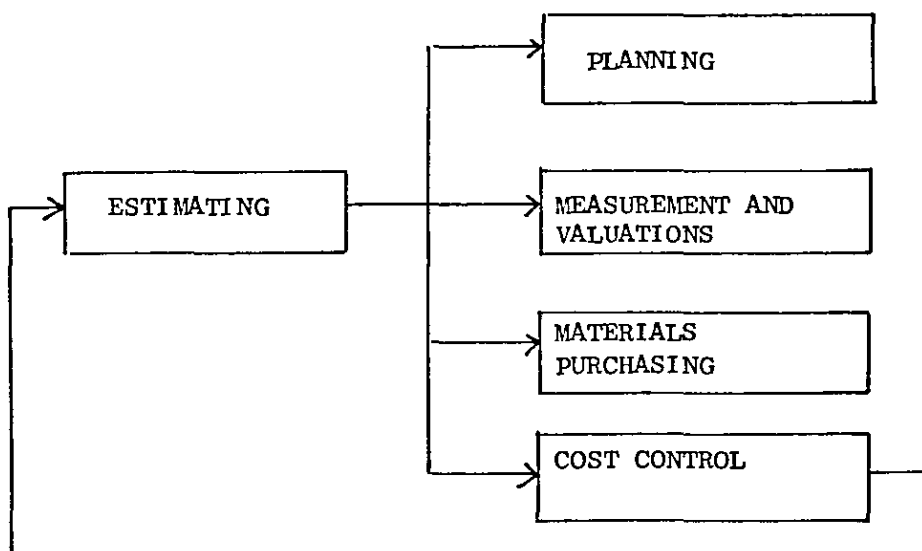 PLANNING
ESTIMATING
MEASUREMENT AND
VALUATIONS
MATERIALS
PURCHASING
COST CONTROL